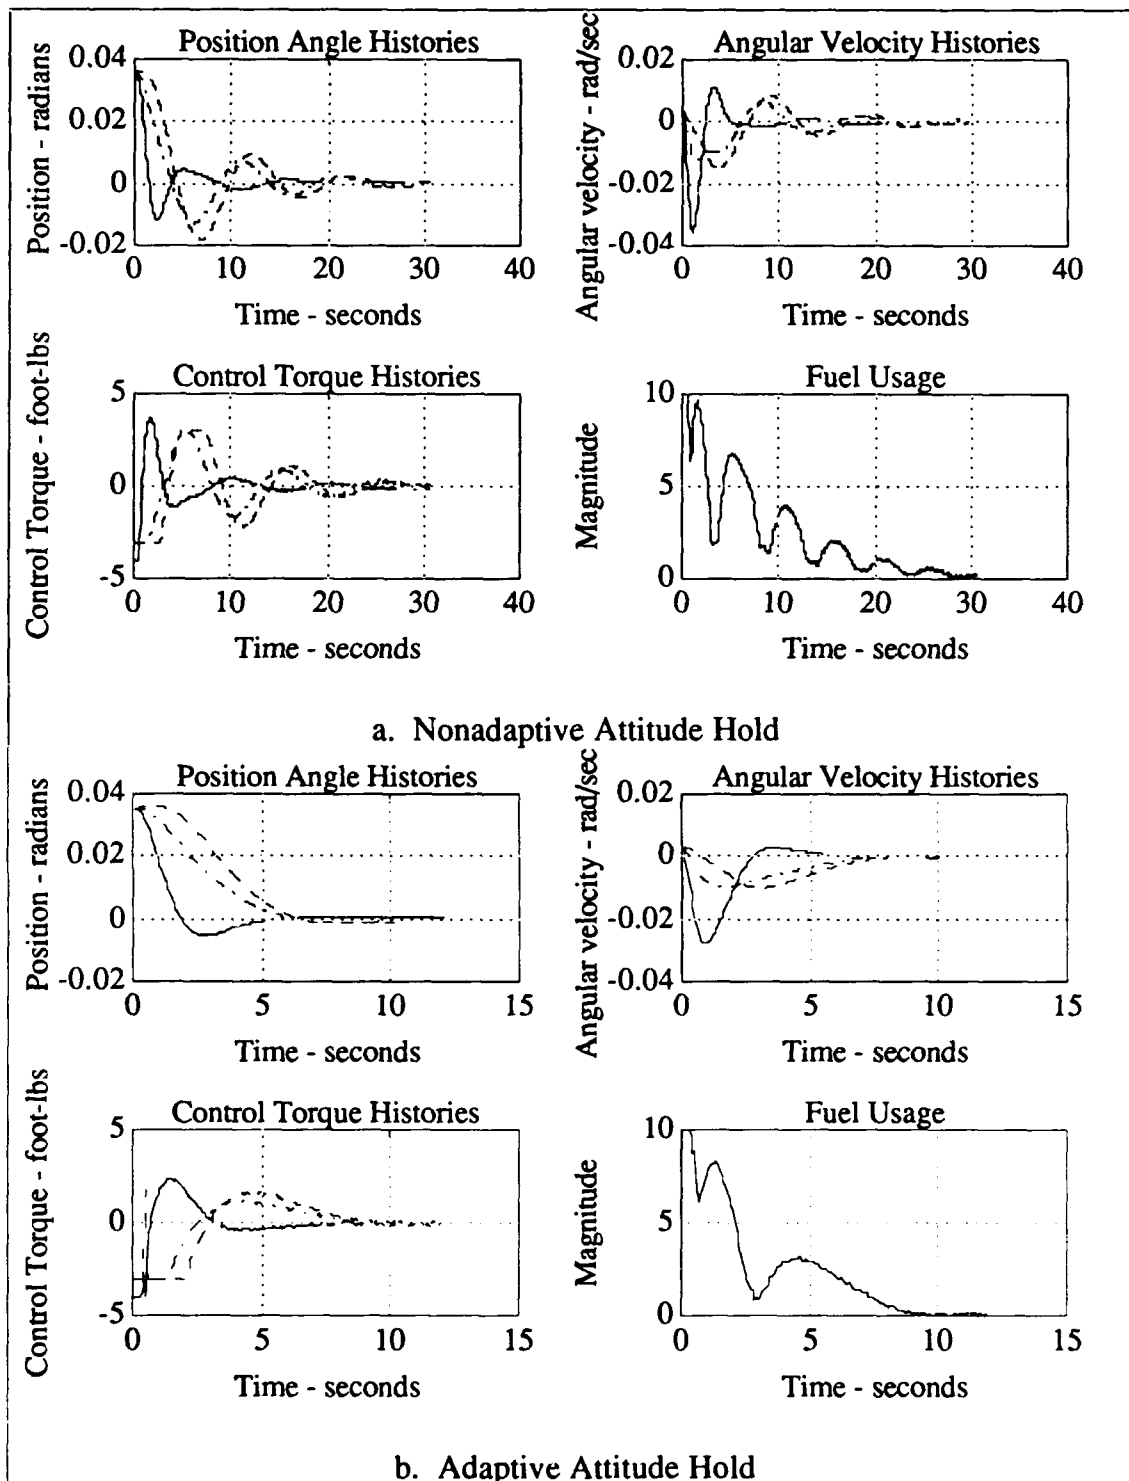 Position Angle Histories
Position - radians
0.04
0.02
0
-0.02
0 10 20 30 40
Time - seconds
Angular Velocity Histories
Angular velocity - rad/sec
0.02
0
-0.02
-0.04
0 10 20 30 40
Time - seconds
Control Torque Histories
Control Torque - foot-lbs
5
0
-5
0 10 20 30 40
Time - seconds
Fuel Usage
Magnitude
10
5
0
0 10 20 30 40
Time - seconds
a. Nonadaptive Attitude Hold
Position Angle Histories
Position - radians
0.04
0.02
0
-0.02
0 5 10 15
Time - seconds
Angular Velocity Histories
Angular velocity - rad/sec
0.02
0
-0.02
-0.04
0 5 10 15
Time - seconds
Control Torque Histories
Control Torque - foot-lbs
5
0
-5
0 5 10 15
Time - seconds
Fuel Usage
Magnitude
10
5
0
0 5 10 15
Time - seconds
b. Adaptive Attitude Hold